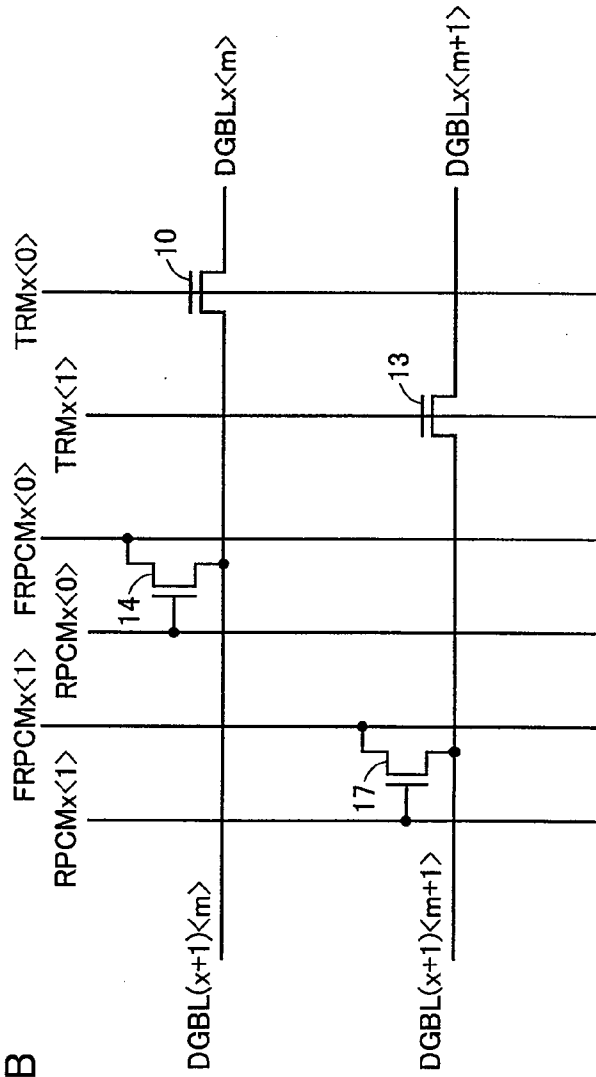 B
RPCMx<1>
FRPCMx<1>
RPCMx<0>
FRPCMx<0>
TRMx<1>
TRMx<0>
14
10
DGBL(x+1)<m>
DGBLx<m>
17
13
DGBL(x+1)<m+1>
DGBLx<m+1>